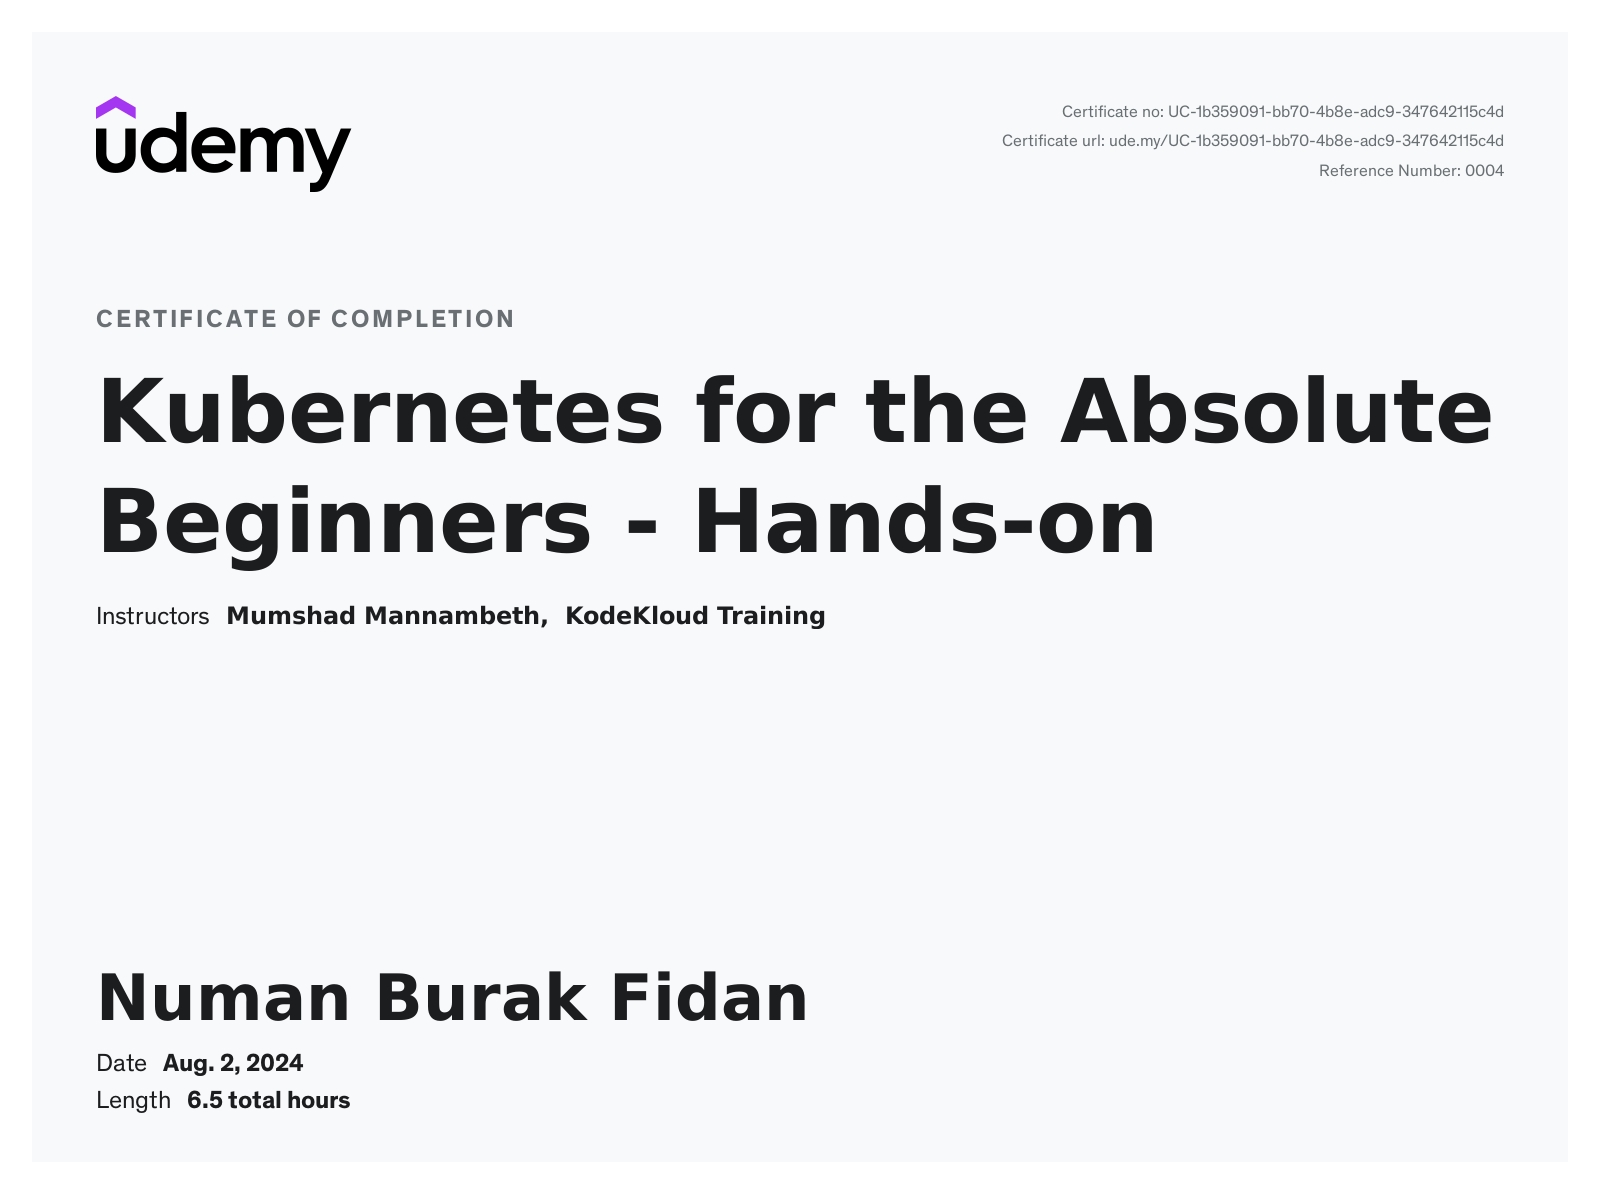 udemy
Certificate no: UC-1b359091-bb70-4b8e-adc9-347642115c4d
Certificate url: ude.my/UC-1b359091-bb70-4b8e-adc9-347642115c4d
Reference Number: 0004
CERTIFICATE OF COMPLETION
Kubernetes for the Absolute
Beginners - Hands-on
Instructors Mumshad Mannambeth, KodeKloud Training
Numan Burak Fidan
Date Aug. 2, 2024
Length 6.5 total hours